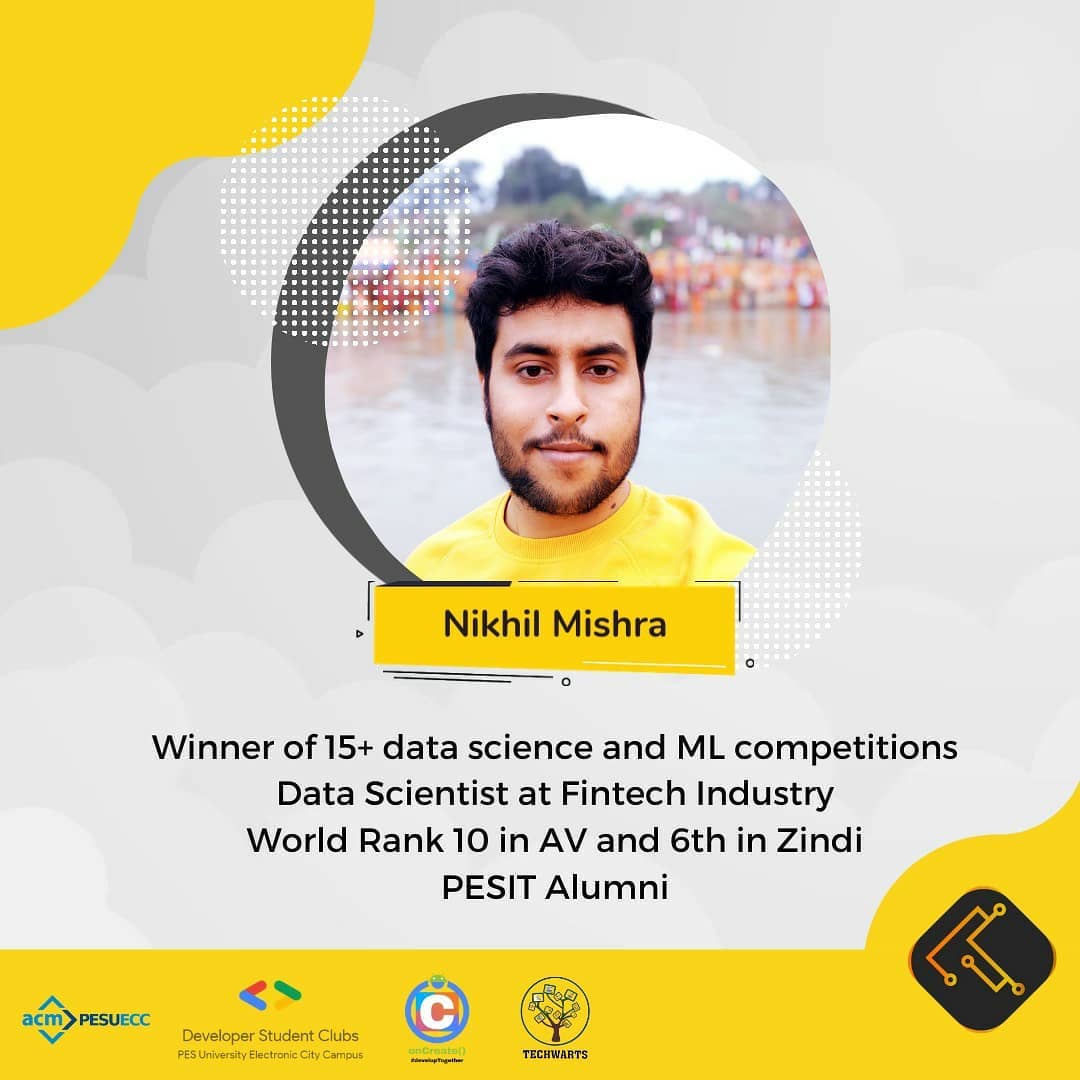 Nikhil Mishra
Winner of 15+ data science and ML competitions
Data Scientist at Fintech Industry
World Rank 10 in AV and 6th in Zindi
PESIT Alumni
acm PESUECC
Developer Student Clubs
PES University Electronic City Campus
C
onCreate()
#developTogether
TECHWARTS